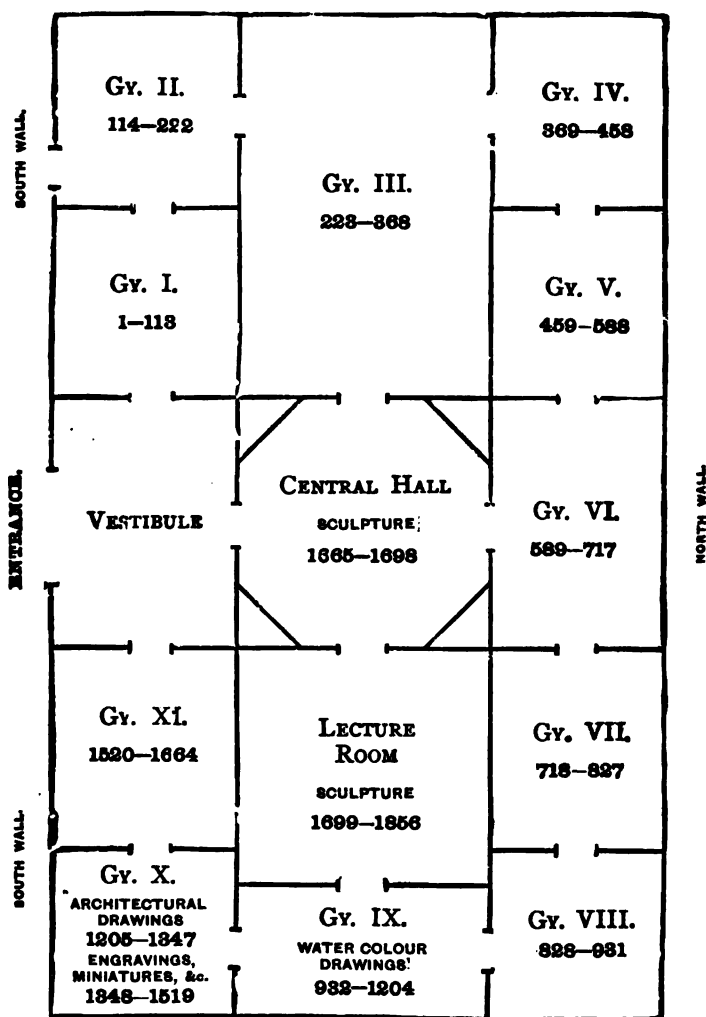 GY. II.
114—222
GY. IV.
369—458
SOUTH WALL.
GY. III.
223—368
GY. I.
1—113
GY. V.
459—588
CENTRAL HALL
SCULPTURE
1665—1698
ENTRANCE.
VESTIBULE
GY. VI.
589—717
NORTH WALL.
GY. XI.
1520—1664
LECTURE
ROOM
SCULPTURE
1699—1856
GY. VII.
718—827
SOUTH WALL.
GY. X.
ARCHITECTURAL
DRAWINGS
1205—1347
ENGRAVINGS,
MINIATURES, &c.
1348—1519
GY. IX.
WATER COLOUR
DRAWINGS
932—1204
GY. VIII.
828—931